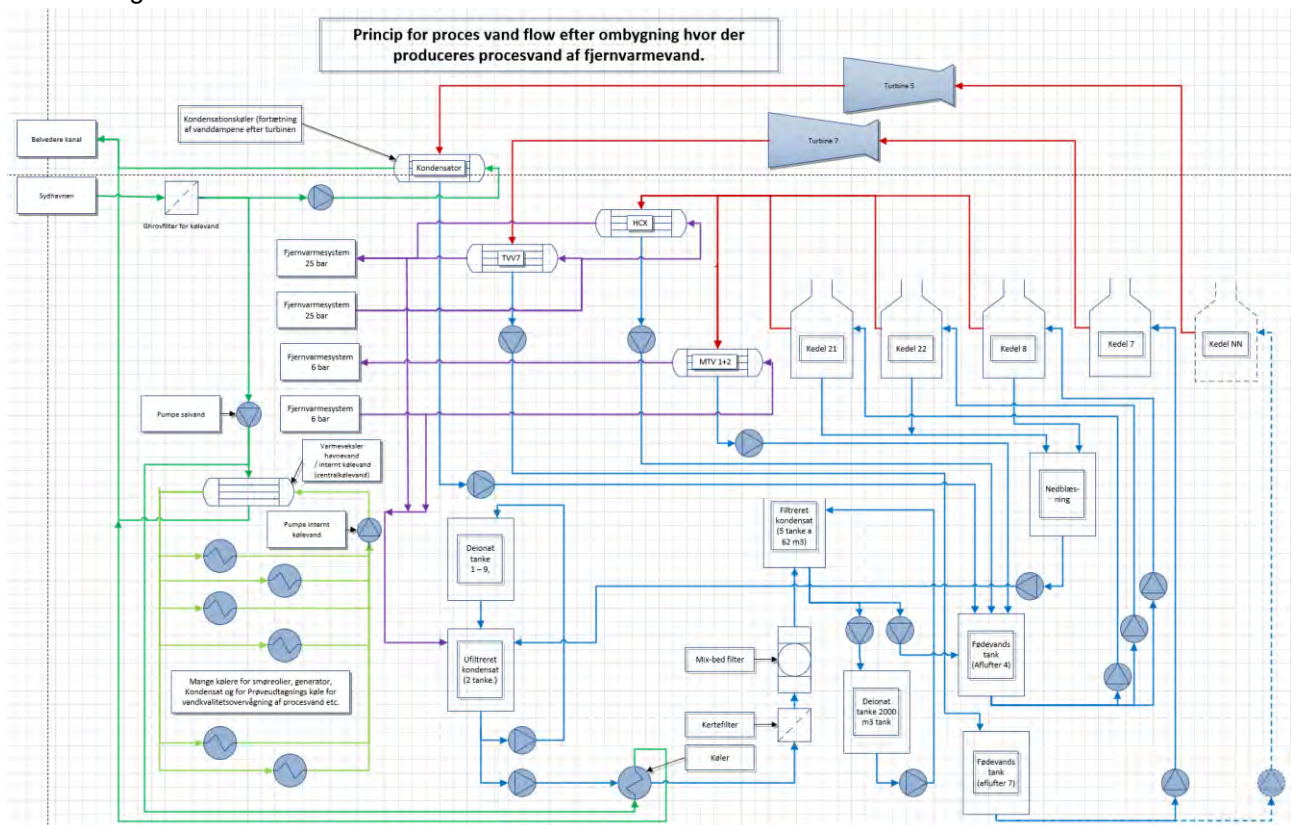 Princip for proces vand flow efter ombygning hvor der
produceres procesvand af fjernvarmevand.
Turbine 5
Kondensationskøler (fortætning
af vanddampene efter turbinen
Turbine 7
Belvedere kanal
Kondensator
Sydhavnen
Ghrovfilter for kølevand
HCX
Fjernvarmesystem
25 bar
TVV7
Fjernvarmesystem
25 bar
Kedel 21
Kedel 22
Kedel 8
Kedel 7
Kedel NN
Fjernvarmesystem
6 bar
MTV 1+2
Pumpe salvand
Fjernvarmesystem
6 bar
Varmeveksler
havnevand
/ internt kølevand
(centralkølevand)
Nedblæs-
ning
Pumpe internt
kølevand
Deionat
tanke
1 – 9,
Filtreret
kondensat
(5 tanke a
62 m3)
Ufiltreret
kondensat
(2 tanke.)
Mix-bed filter
Fødevands
tank
(Aflufter 4)
Mange kølere for smøreolier, generator,
Kondensat og for Prøveudtagnings køle for
vandkvalitetsovervågning af procesvand etc.
Kertefilter
Deionat
tanke 2000
m3 tank
Køler
Fødevands
tank
(aflufter 7)